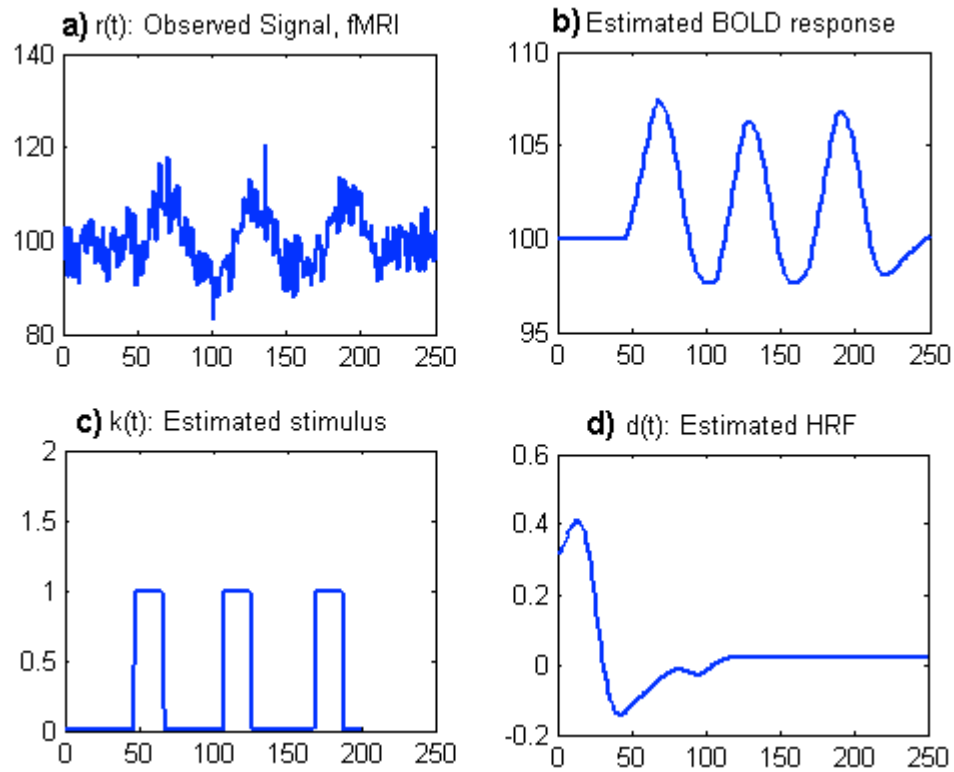 a) r(t): Observed Signal, fMRI
140
120
100
80
0 50 100 150 200 250
b) Estimated BOLD response
110
105
100
95
0 50 100 150 200 250
c) k(t): Estimated stimulus
2
1.5
1
0.5
0
0 50 100 150 200 250
d) d(t): Estimated HRF
0.6
0.4
0.2
0
-0.2
0 50 100 150 200 250